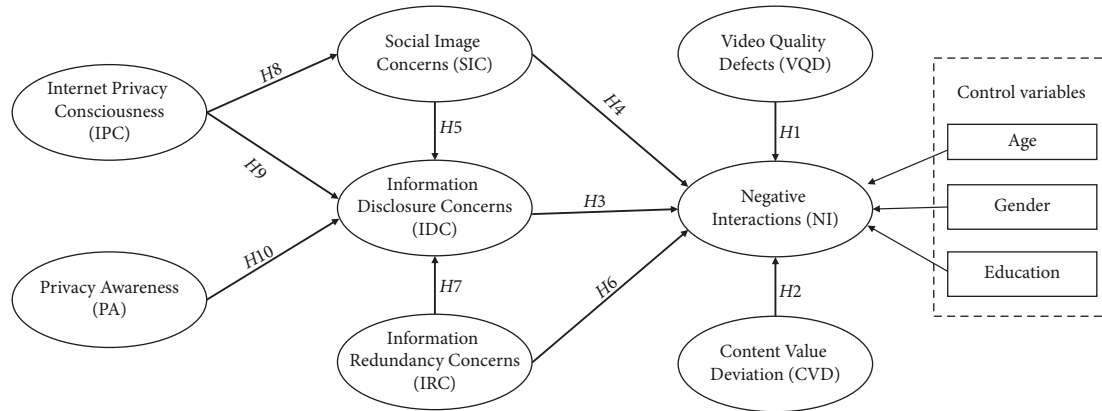 Internet Privacy
Consciousness
(IPC)
Privacy Awareness
(PA)
H8
H9
H10
Social Image
Concerns (SIC)
H5
Information
Disclosure Concerns
(IDC)
H7
Information
Redundancy Concerns
(IRC)
H4
H3
H6
Video Quality
Defects (VQD)
H1
Negative
Interactions (NI)
H2
Content Value
Deviation (CVD)
Control variables
Age
Gender
Education